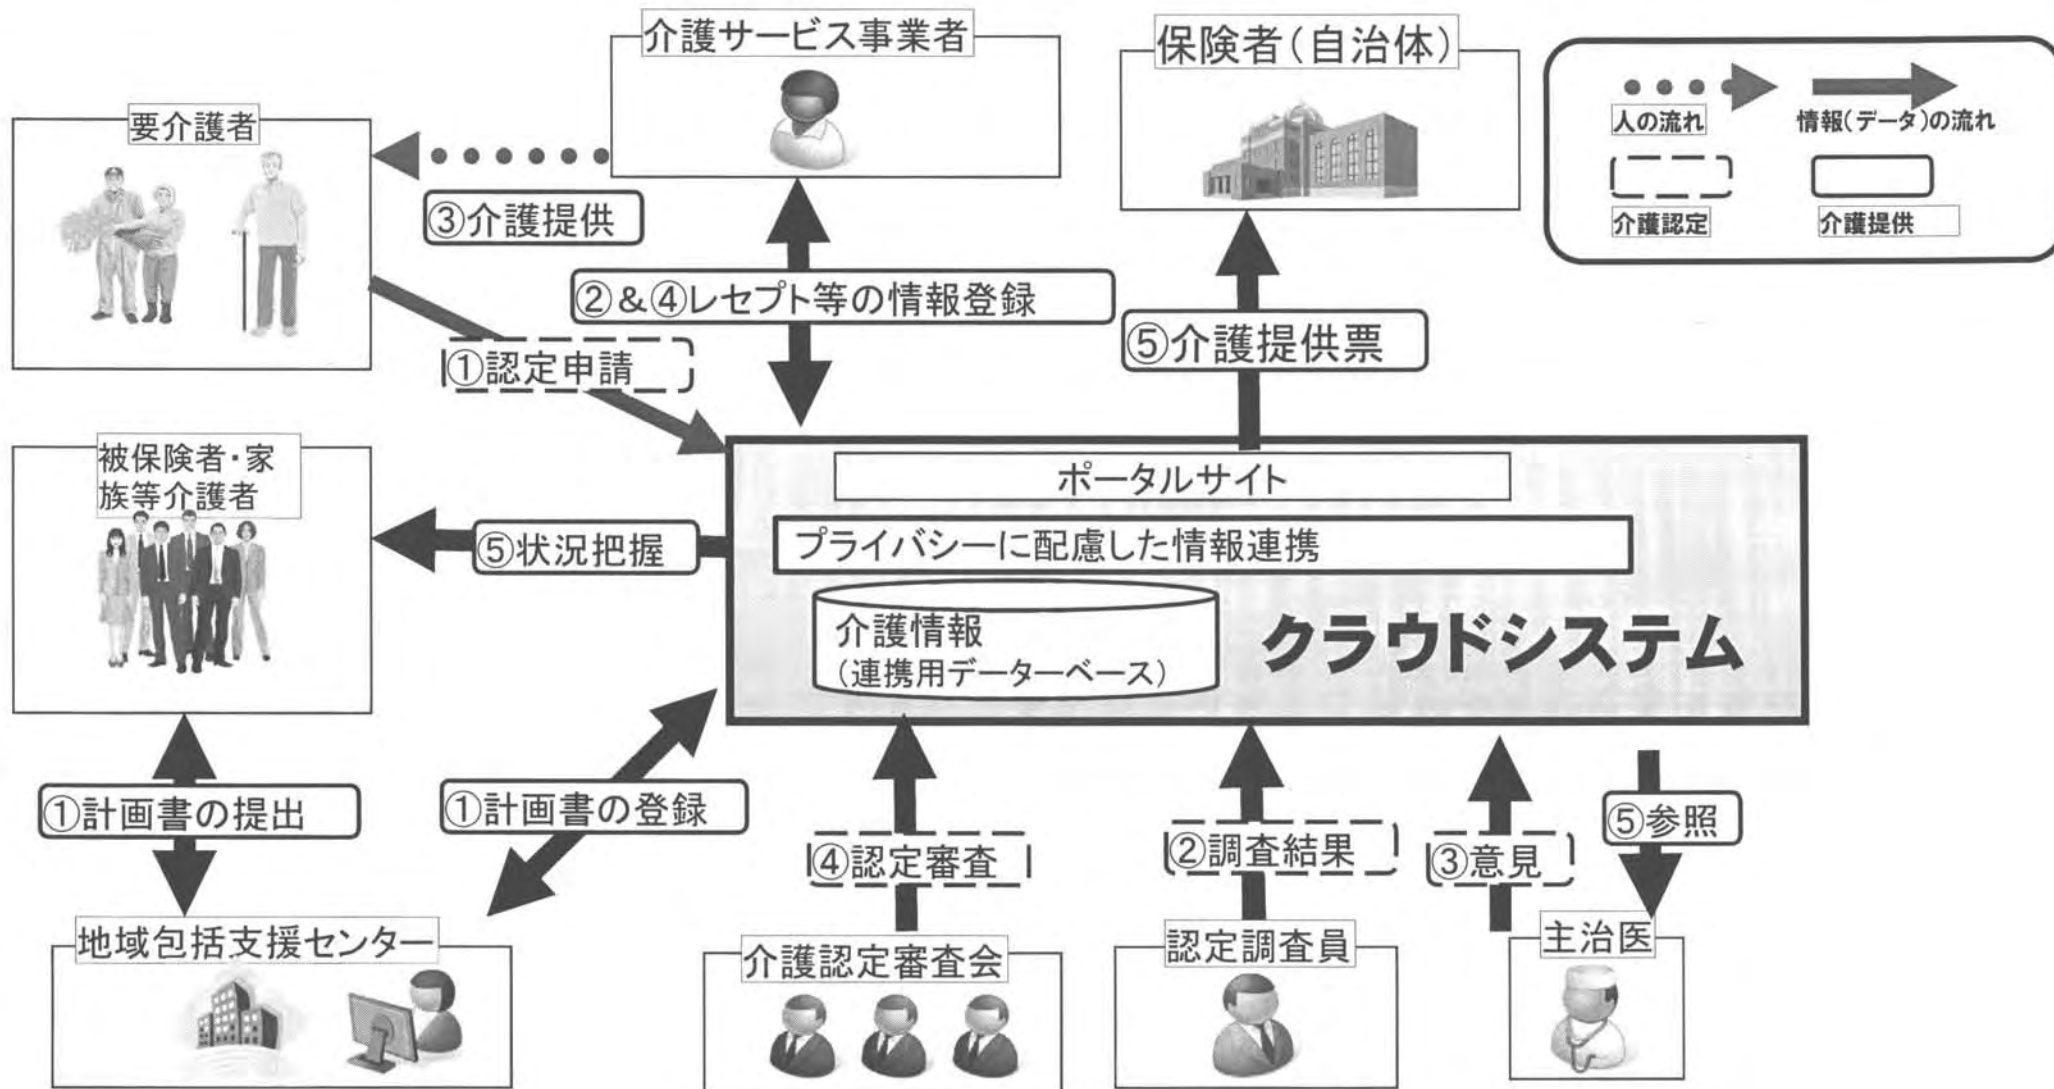 介護サービス事業者
保険者(自治体)
人の流れ
情報(データ)の流れ
介護認定
介護提供
要介護者
③介護提供
②&④レセプト等の情報登録
⑤介護提供票
①認定申請
被保険者・家
族等介護者
⑤状況把握
ポータルサイト
プライバシーに配慮した情報連携
介護情報
(連携用データーベース)
クラウドシステム
①計画書の提出
①計画書の登録
④認定審査
②調査結果
③意見
⑤参照
地域包括支援センター
介護認定審査会
認定調査員
主治医